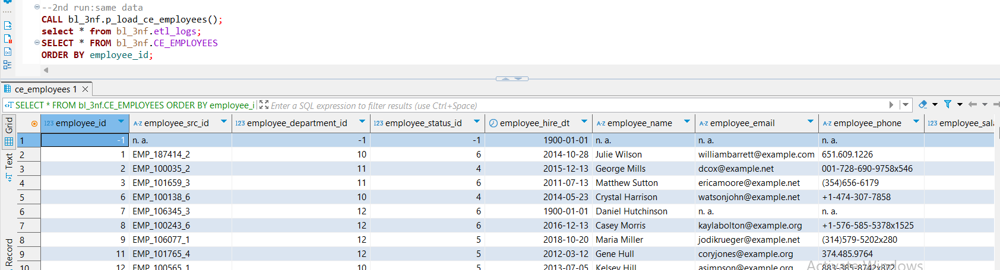 --2nd run:same data
CALL bl_3nf.p_load_ce_employees();
select * from bl_3nf.etl_logs;
SELECT * FROM bl_3nf.CE_EMPLOYEES
ORDER BY employee_id;
ce_employees 1
SELECT * FROM bl_3nf.CE_EMPLOYEES ORDER BY employee_i Enter a SQL expression to filter results (use Ctrl+Space)
Grid
Text
Record
123 employee_id A-Z employee_src_id 123 employee_department_id 123 employee_status_id employee_hire_dt A-Z employee_name A-Z employee_email A-Z employee_phone 123 employee_sala
1 -1 n. a. -1 -1 1900-01-01 n. a. n. a. n. a.
2 1 EMP_187414_2 10 6 2014-10-28 Julie Wilson williambarrett@example.com 651.609.1226
3 2 EMP_100035_2 11 4 2015-12-13 George Mills dcox@example.net 001-728-690-9758x546
4 3 EMP_101659_3 11 6 2011-07-13 Matthew Sutton ericamoore@example.net (354)656-6179
5 6 EMP_100138_6 10 4 2014-05-23 Crystal Harrison watsonjohn@example.net +1-474-307-7858
6 7 EMP_106345_3 12 6 1900-01-01 Daniel Hutchinson n. a. n. a.
7 8 EMP_100243_6 12 6 2016-12-13 Casey Morris kaylabolton@example.org +1-576-585-5378x1525
8 9 EMP_106077_1 12 5 2018-10-20 Maria Miller jodikrueger@example.net (314)579-5202x280
9 11 EMP_101765_4 12 5 2012-03-12 Gene Hull coryjones@example.org 374.485.9764
10 12 EMP_100565_1 10 5 2013-07-05 Kelsey Hill asimpson@example.org 883-385-8742x872
Activate Windows